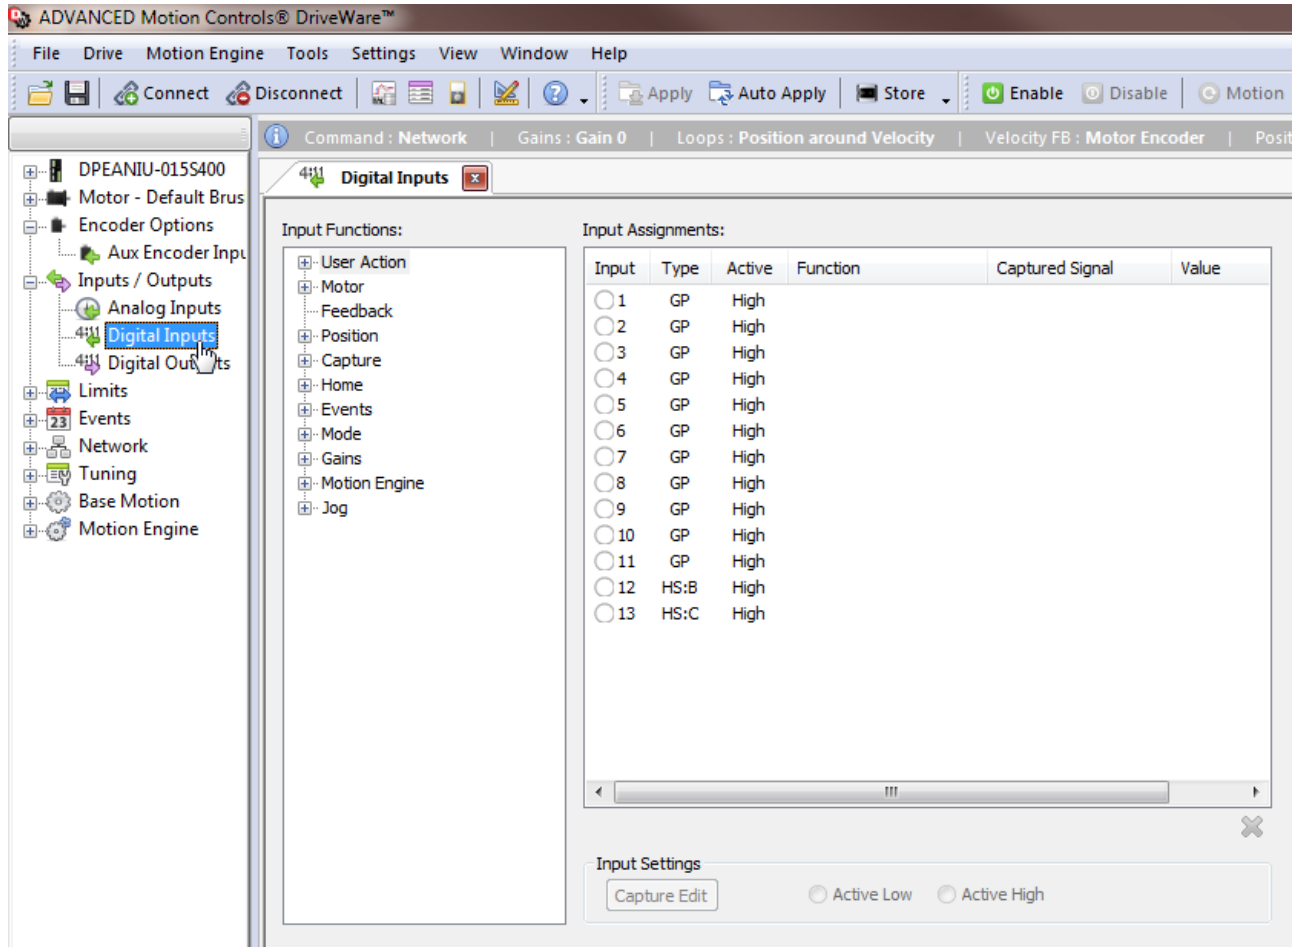 ADVANCED Motion Controls® DriveWare™
File Drive Motion Engine Tools Settings View Window Help
Connect Disconnect Apply Auto Apply Store Enable Disable Motion
Command : Network | Gains : Gain 0 | Loops : Position around Velocity | Velocity FB : Motor Encoder | Posit
DPEANIU-015S400
Motor - Default Brus
Encoder Options
Aux Encoder Inpu
Inputs / Outputs
Analog Inputs
Digital Inputs
Digital Outputs
Limits
Events
Network
Tuning
Base Motion
Motion Engine
Digital Inputs
Input Functions:
User Action
Motor
Feedback
Position
Capture
Home
Events
Mode
Gains
Motion Engine
Jog
Input Assignments:
Input Type Active Function Captured Signal Value
1 GP High
2 GP High
3 GP High
4 GP High
5 GP High
6 GP High
7 GP High
8 GP High
9 GP High
10 GP High
11 GP High
12 HS:B High
13 HS:C High
Input Settings
Capture Edit Active Low Active High